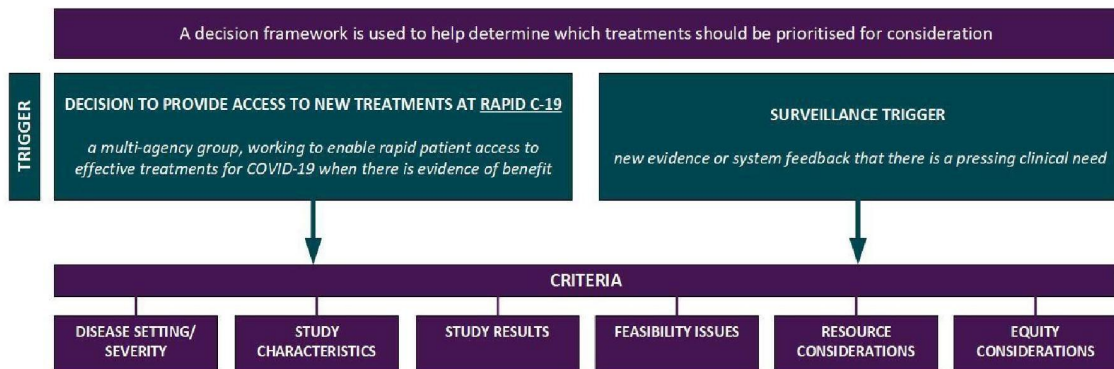 A decision framework is used to help determine which treatments should be prioritised for consideration
TRIGGER
DECISION TO PROVIDE ACCESS TO NEW TREATMENTS AT RAPID C-19
a multi-agency group, working to enable rapid patient access to
effective treatments for COVID-19 when there is evidence of benefit
SURVEILLANCE TRIGGER
new evidence or system feedback that there is a pressing clinical need
CRITERIA
DISEASE SETTING/
SEVERITY
STUDY
CHARACTERISTICS
STUDY RESULTS
FEASIBILITY ISSUES
RESOURCE
CONSIDERATIONS
EQUITY
CONSIDERATIONS